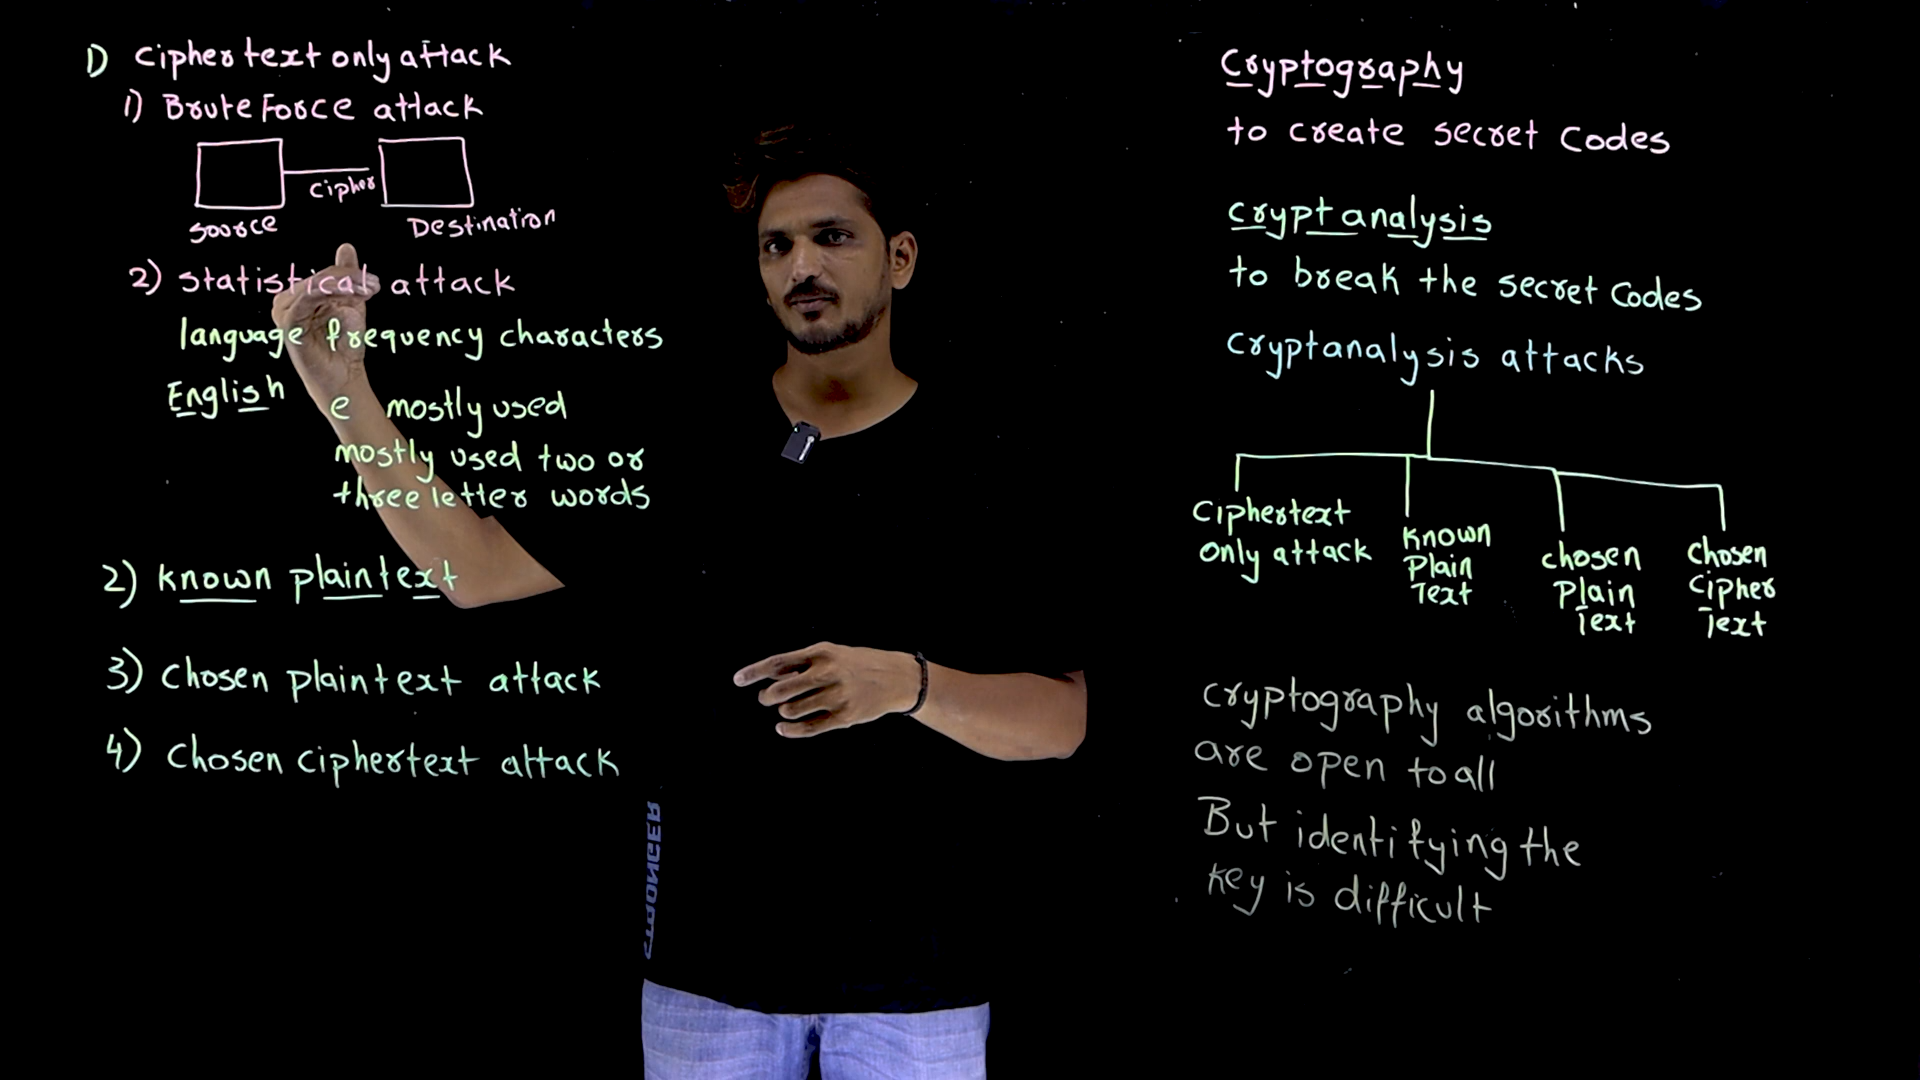 1) Ciphertext only attack
1) Brute Force attack
Cipher
Source
Destination
2) Statistical attack
language frequency characters
English
e mostly used
mostly used two or
three letter words
2) known plaintext
3) Chosen plaintext attack
4) Chosen ciphertext attack
STRONGER
Cryptography
to create secret Codes
cryptanalysis
to break the secret Codes
cryptanalysis attacks
Ciphertext
Only attack
Known
Plain
Text
chosen
Plain
Text
Chosen
Cipher
Text
cryptography algorithms
are open to all
But identifying the
key is difficult